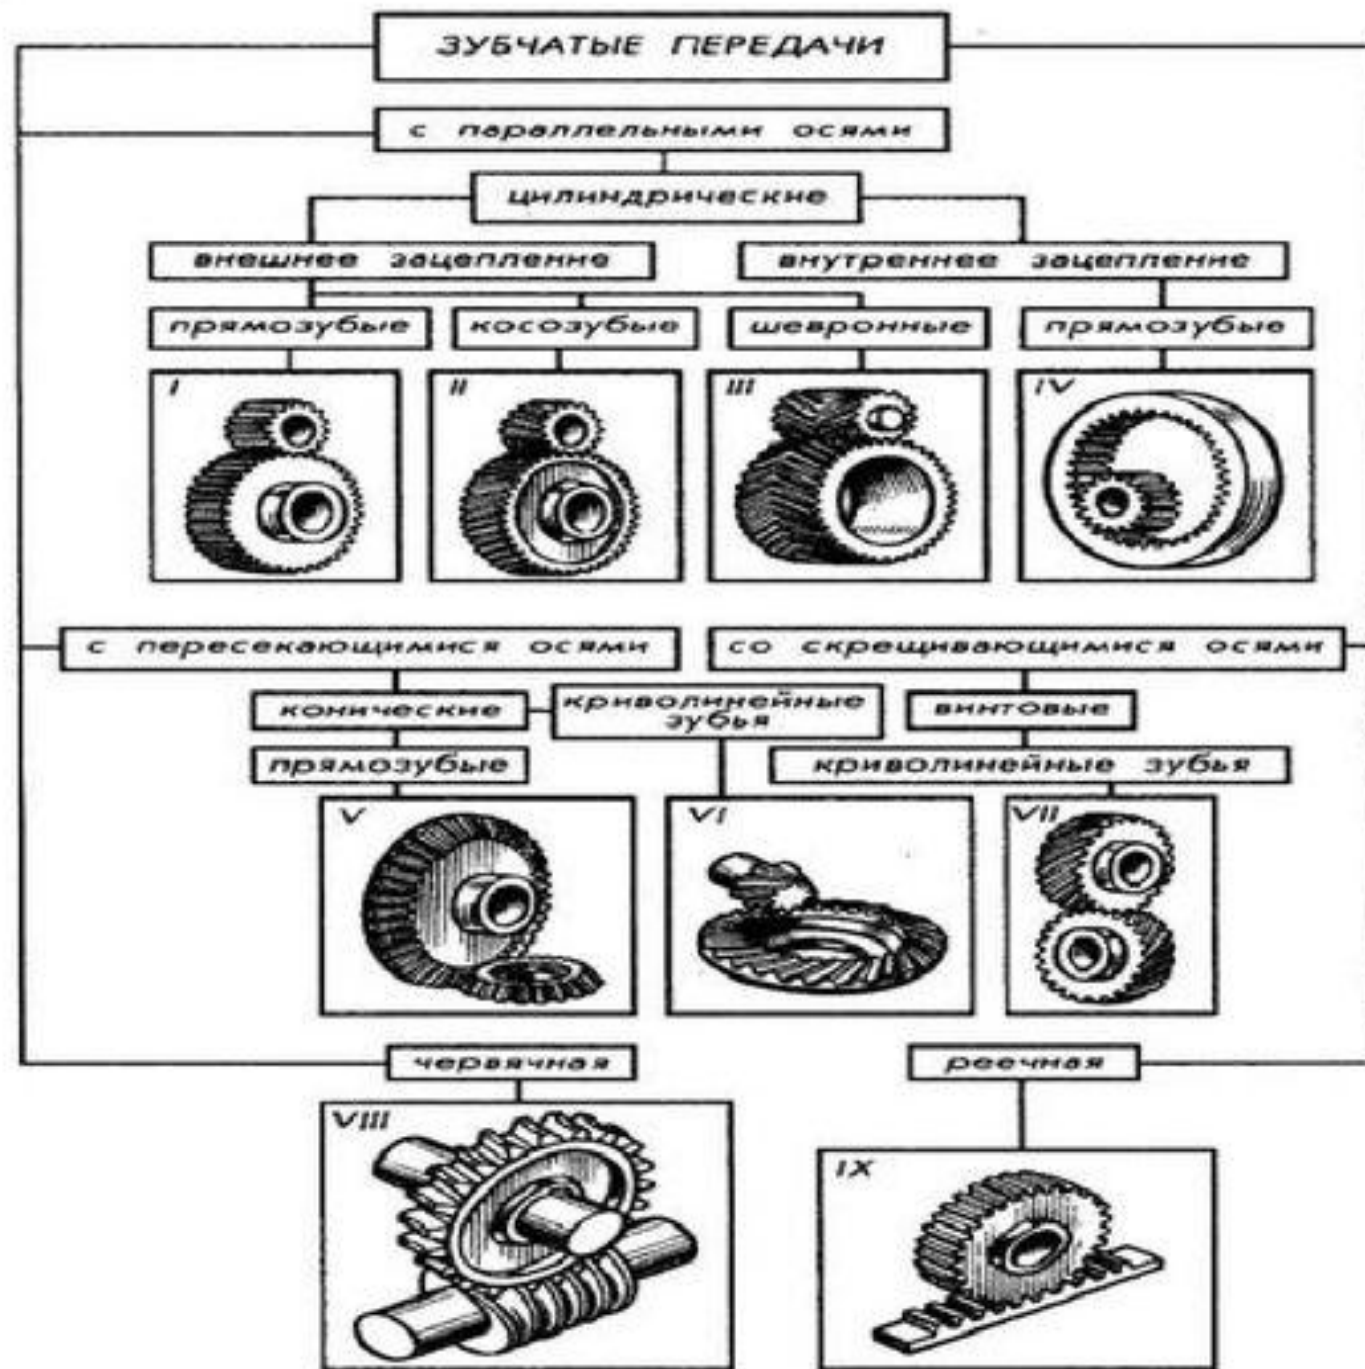 ЗУБЧАТЫЕ ПЕРЕДАЧИ
с параллельными осями
цилиндрические
внешнее зацепление
внутреннее зацепление
прямозубые
косозубые
шевронные
прямозубые
I
II
III
IV
с пересекающимися осями
со скрещивающимися осями
конические
криволинейные
зубья
винтовые
прямозубые
криволинейные зубья
V
VI
VII
червячная
реечная
VIII
IX